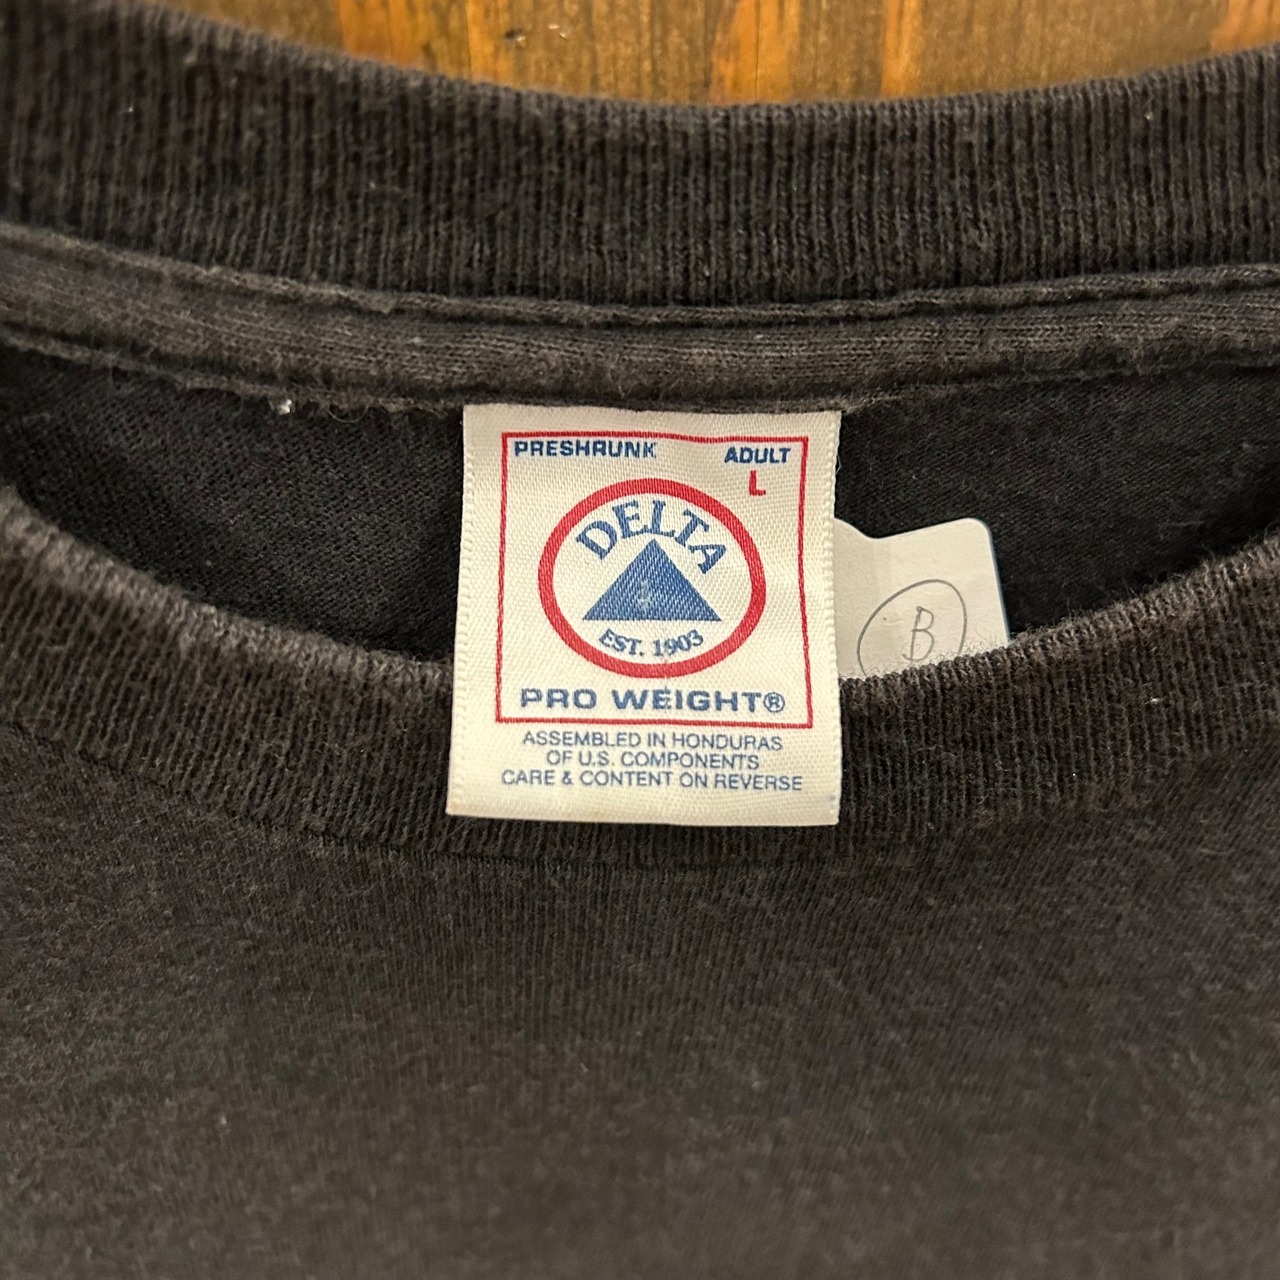 PRESHRUNK ADULT
L
DELTA
EST. 1903
PRO WEIGHT®
ASSEMBLED IN HONDURAS
OF U.S. COMPONENTS
CARE & CONTENT ON REVERSE
B